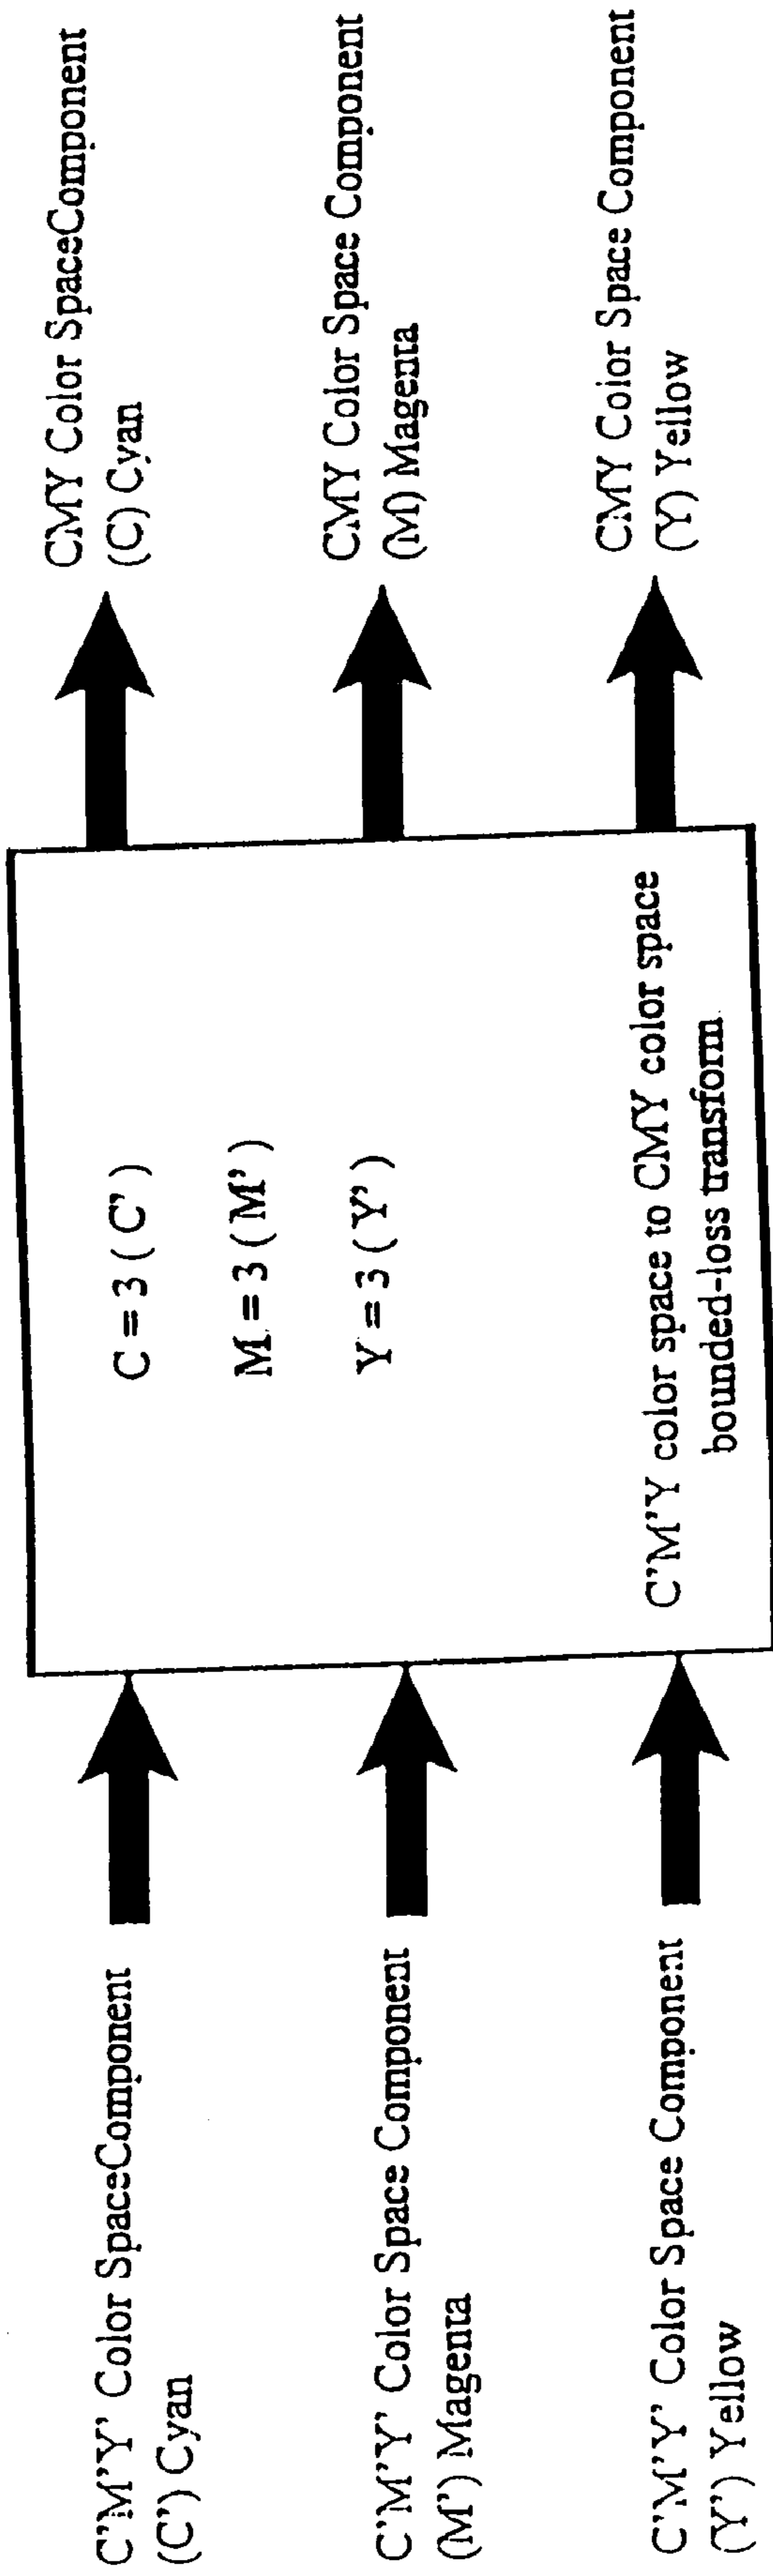 C'M'Y' Color SpaceComponent
(C') Cyan
C'M'Y' Color Space Component
(M') Magenta
C'M'Y' Color Space Component
(Y') Yellow
C = 3 ( C' )
M = 3 ( M' )
Y = 3 ( Y' )
C'M'Y color space to CMY color space
bounded-loss transform
CMY Color SpaceComponent
(C) Cyan
CMY Color Space Component
(M) Magenta
CMY Color Space Component
(Y) Yellow